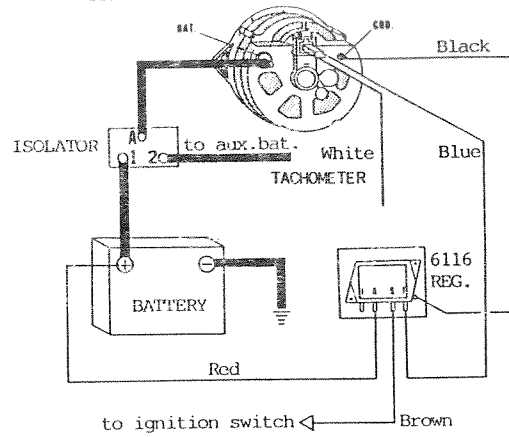 BAT.
GRD.
Black
ISOLATOR
A
1 2
to aux.bat.
White
Blue
TACHOMETER
+
−
BATTERY
6116
REG.
Red
to ignition switch
Brown